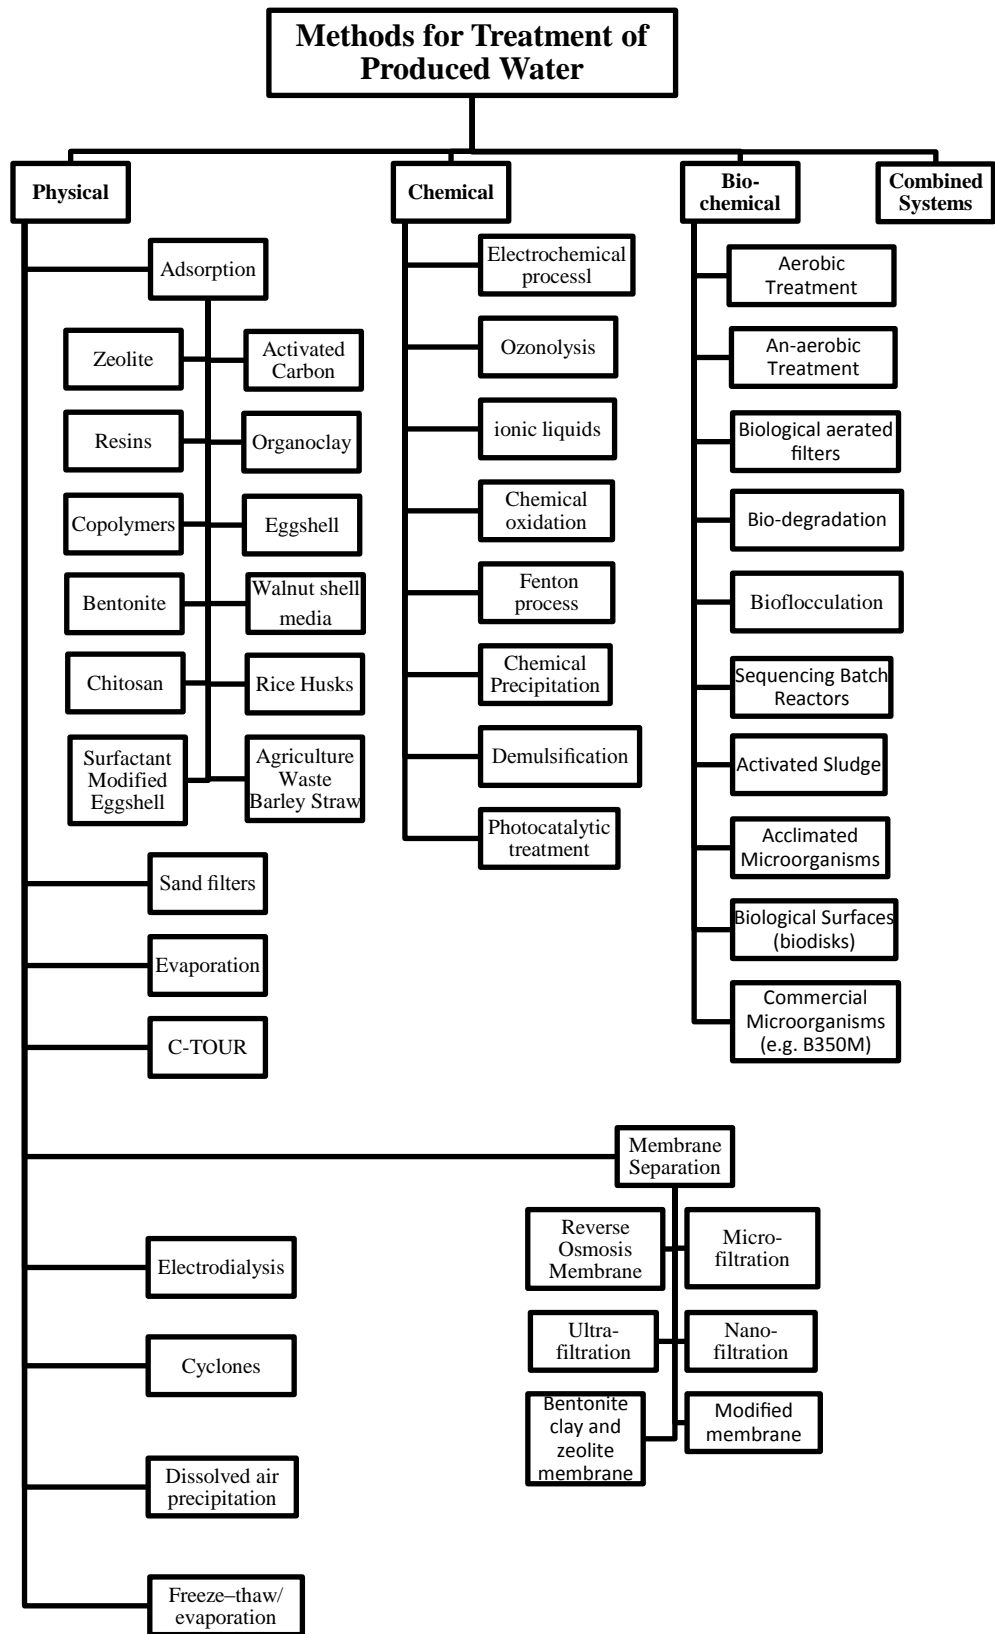 Methods for Treatment of
Produced Water
Physical
Chemical
Bio-
chemical
Combined
Systems
Adsorption
Zeolite
Activated
Carbon
Resins
Organoclay
Copolymers
Eggshell
Bentonite
Walnut shell
media
Chitosan
Rice Husks
Surfactant
Modified
Eggshell
Agriculture
Waste
Barley Straw
Sand filters
Evaporation
C-TOUR
Electrochemical
processl
Ozonolysis
ionic liquids
Chemical
oxidation
Fenton
process
Chemical
Precipitation
Demulsification
Photocatalytic
treatment
Aerobic
Treatment
An-aerobic
Treatment
Biological aerated
filters
Bio-degradation
Bioflocculation
Sequencing Batch
Reactors
Activated Sludge
Acclimated
Microorganisms
Biological Surfaces
(biodisks)
Commercial
Microorganisms
(e.g. B350M)
Membrane
Separation
Reverse
Osmosis
Membrane
Micro-
filtration
Ultra-
filtration
Nano-
filtration
Bentonite
clay and
zeolite
membrane
Modified
membrane
Electrodialysis
Cyclones
Dissolved air
precipitation
Freeze–thaw/
evaporation